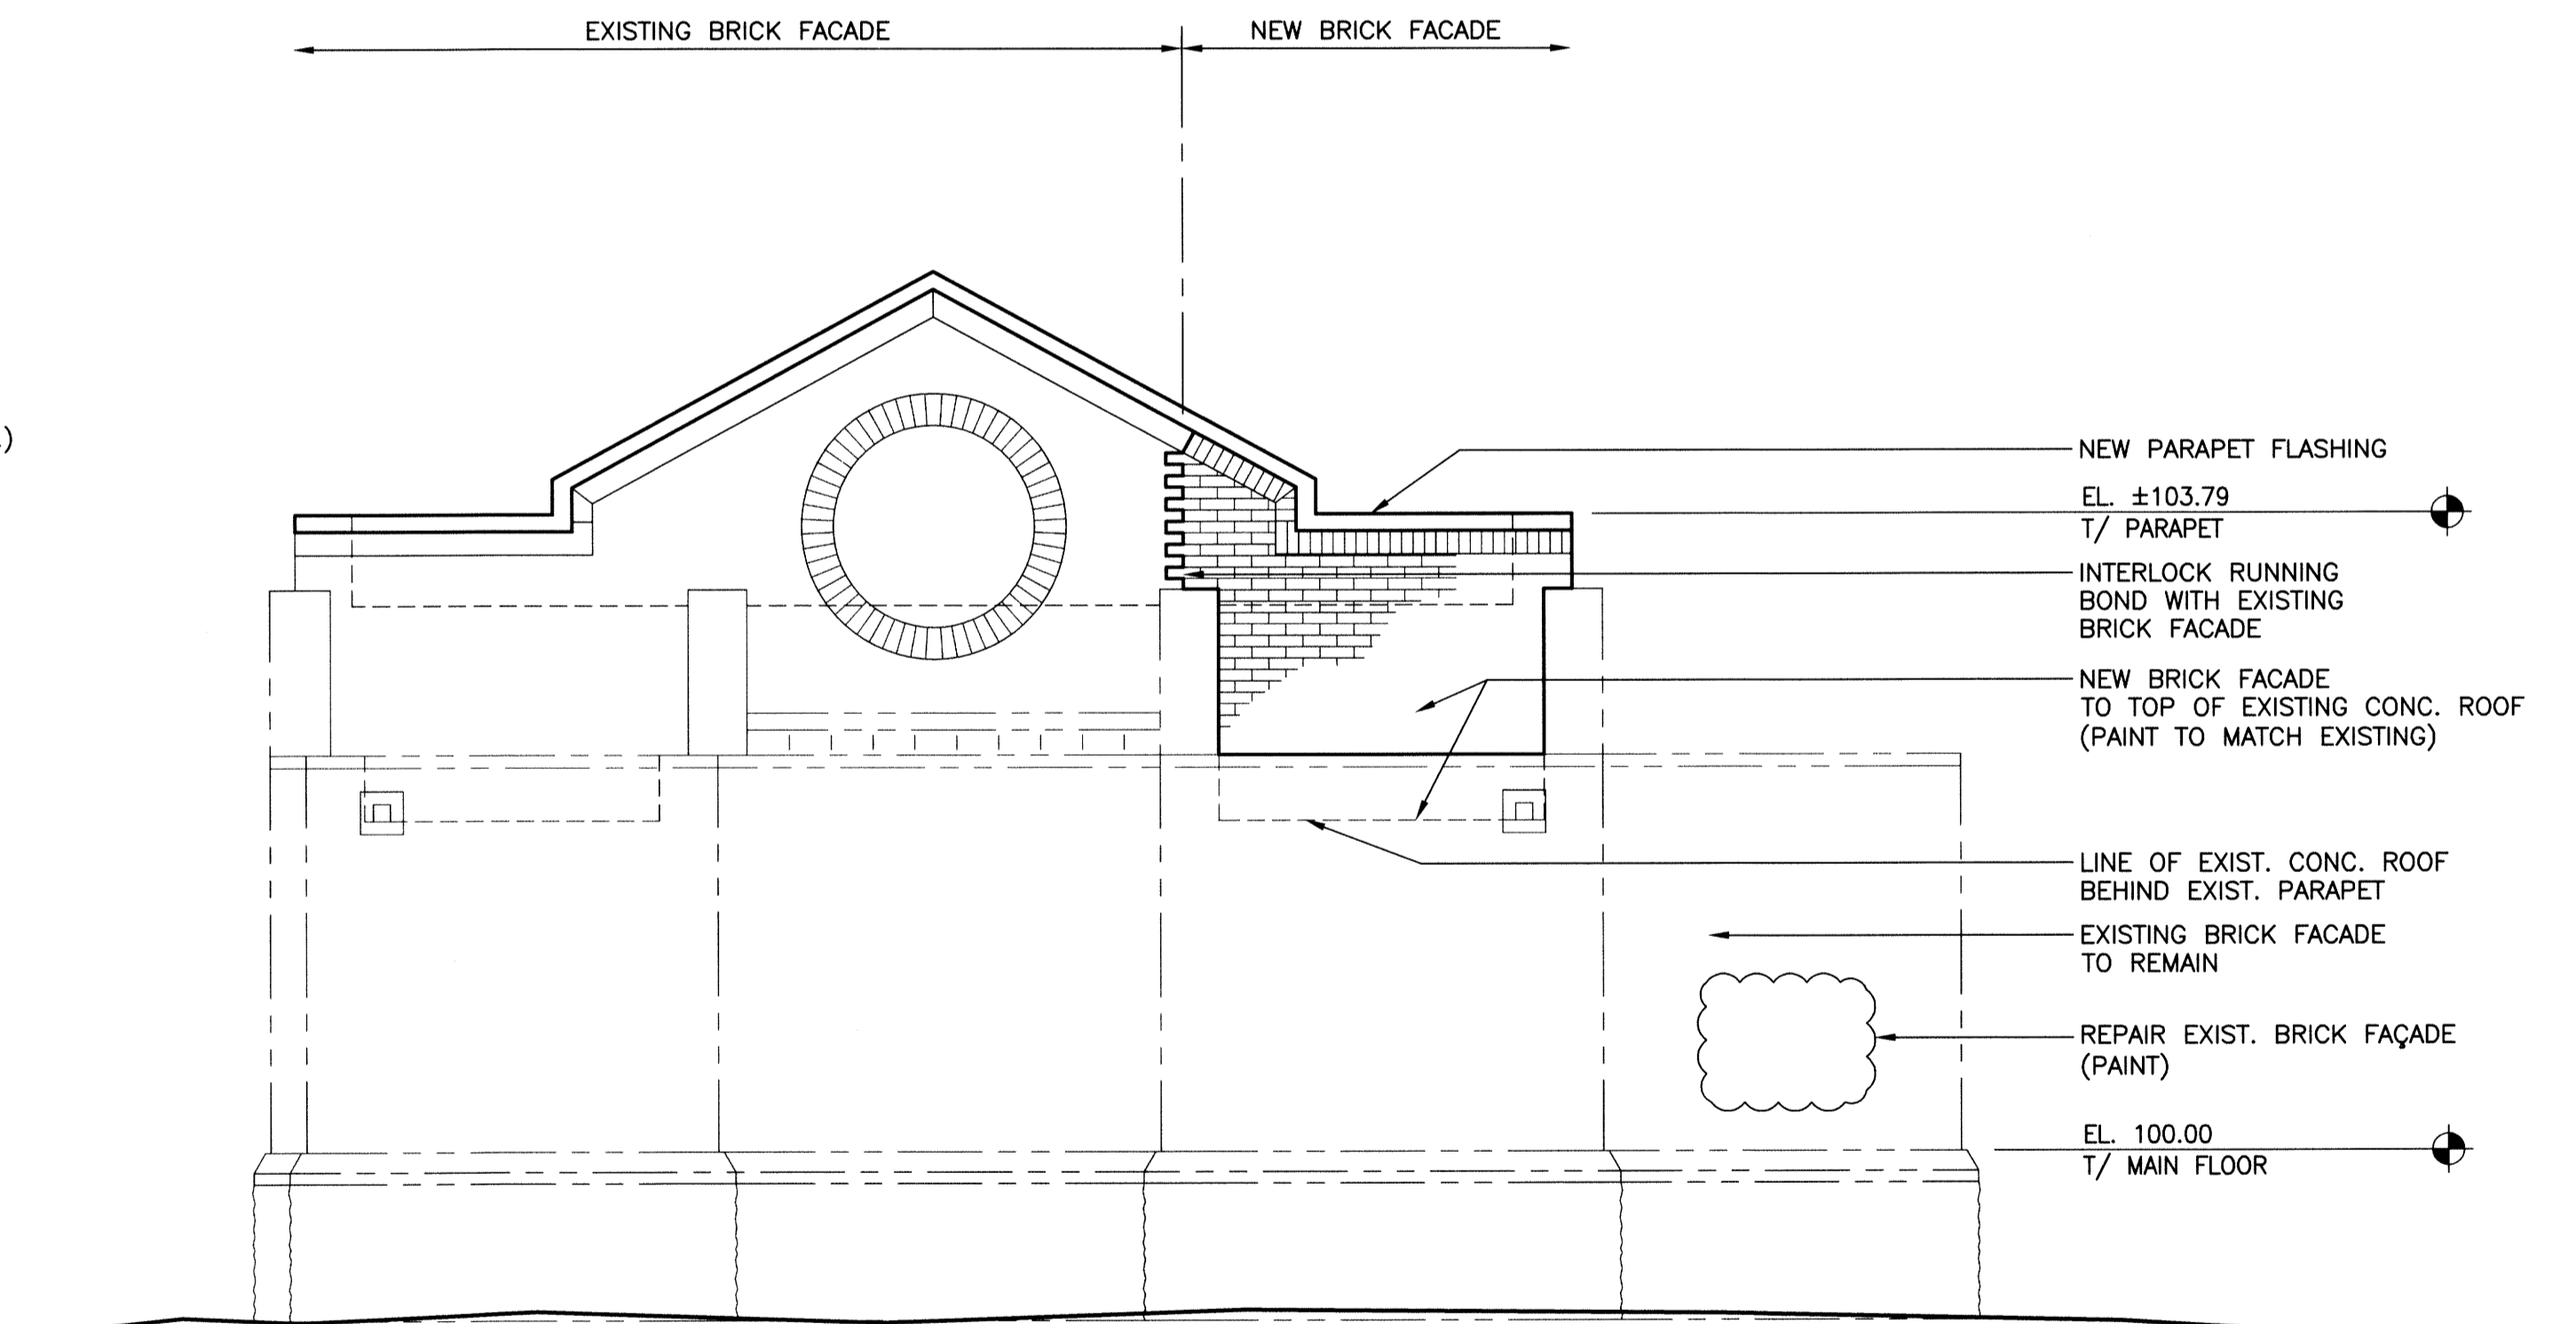 EXISTING BRICK FACADE
NEW BRICK FACADE
.)
NEW PARAPET FLASHING
EL. ±103.79
T/ PARAPET
INTERLOCK RUNNING
BOND WITH EXISTING
BRICK FACADE
NEW BRICK FACADE
TO TOP OF EXISTING CONC. ROOF
(PAINT TO MATCH EXISTING)
LINE OF EXIST. CONC. ROOF
BEHIND EXIST. PARAPET
EXISTING BRICK FACADE
TO REMAIN
REPAIR EXIST. BRICK FAÇADE
(PAINT)
EL. 100.00
T/ MAIN FLOOR